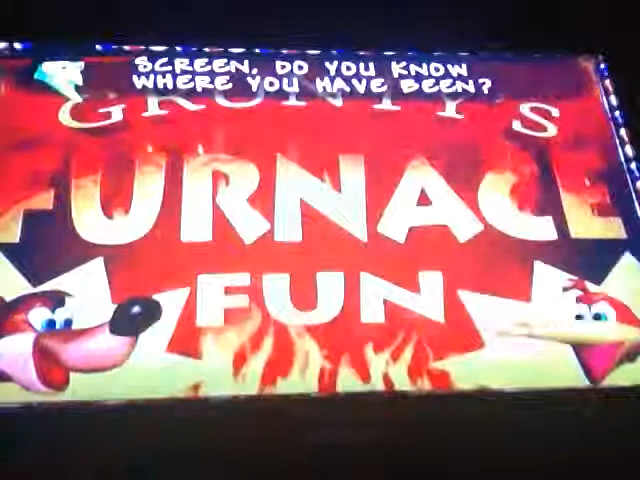 SCREEN, DO YOU KNOW
WHERE YOU HAVE BEEN?
GRUNTY'S
FURNACE
FUN